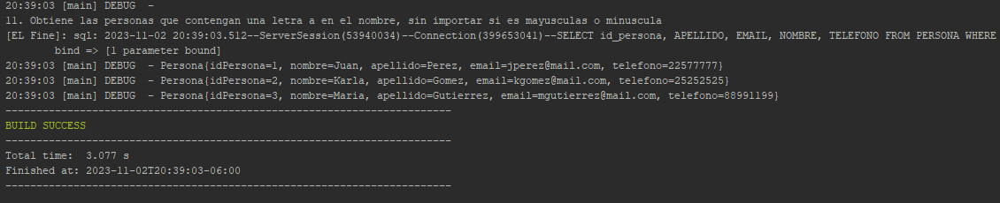 20:39:03 [main] DEBUG  -
11. Obtiene las personas que contengan una letra a en el nombre, sin importar si es mayusculas o minuscula
[EL Fine]: sql: 2023-11-02 20:39:03.512--ServerSession(53940034)--Connection(399653041)--SELECT id_persona, APELLIDO, EMAIL, NOMBRE, TELEFONO FROM PERSONA WHERE
bind => [1 parameter bound]
20:39:03 [main] DEBUG  - Persona{idPersona=1, nombre=Juan, apellido=Perez, email=jperez@mail.com, telefono=22577777}
20:39:03 [main] DEBUG  - Persona{idPersona=2, nombre=Karla, apellido=Gomez, email=kgomez@mail.com, telefono=25252525}
20:39:03 [main] DEBUG  - Persona{idPersona=3, nombre=Maria, apellido=Gutierrez, email=mgutierrez@mail.com, telefono=88991199}
------------------------------------------------------------------------
BUILD SUCCESS
------------------------------------------------------------------------
Total time:  3.077 s
Finished at: 2023-11-02T20:39:03-06:00
------------------------------------------------------------------------